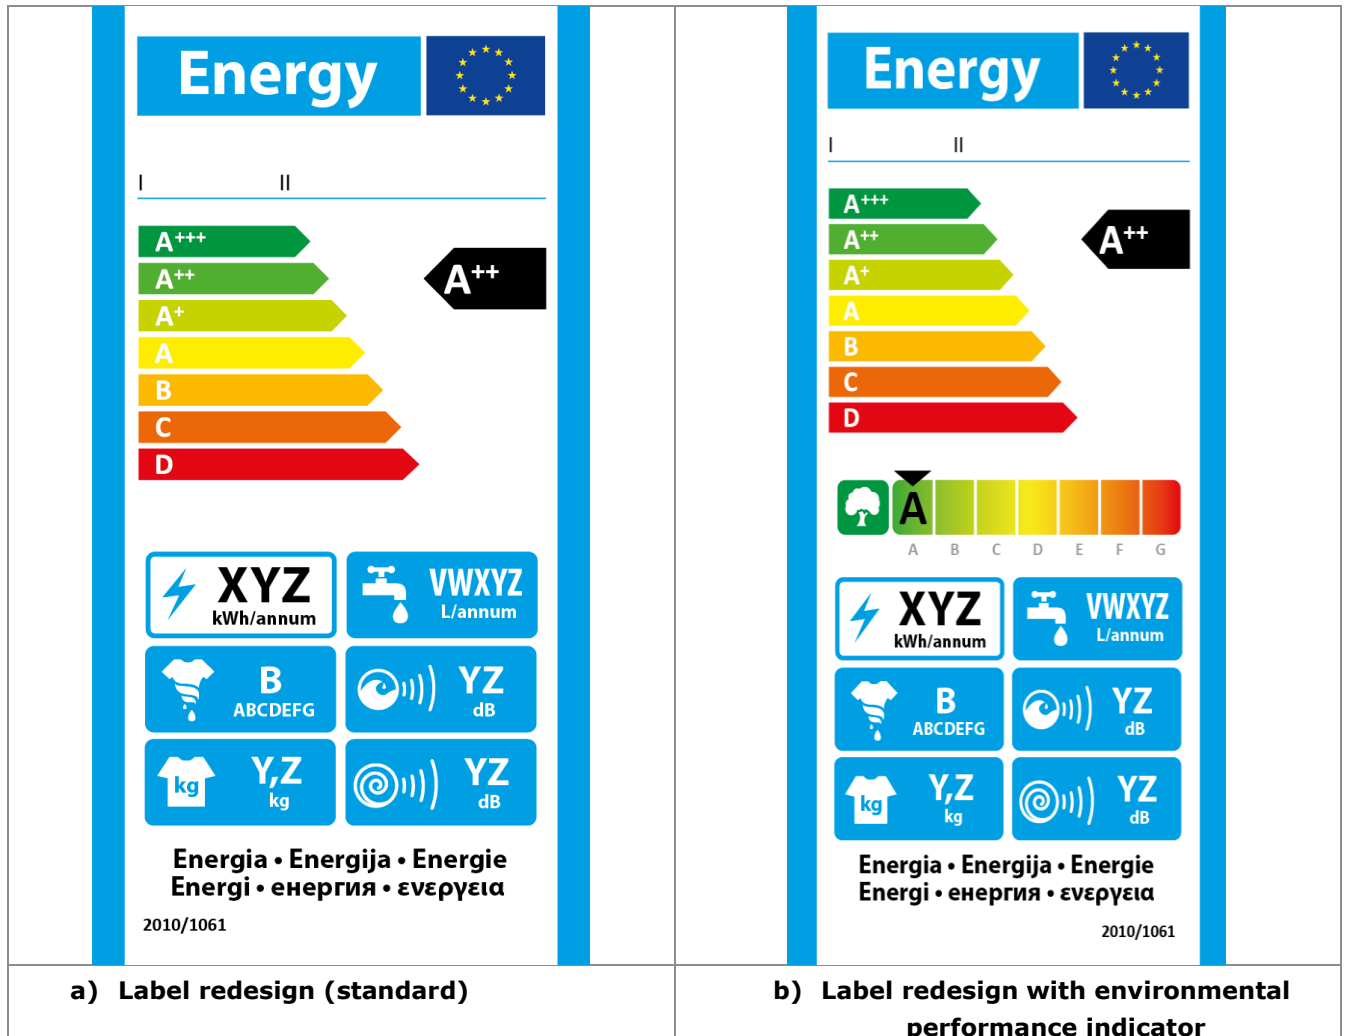 Energy
I II
A+++
A++
A++
A+
A
B
C
D
XYZ
kWh/annum
VWXYZ
L/annum
B
ABCDEFG
YZ
dB
kg
Y,Z
kg
YZ
dB
Energia • Energija • Energie
Energi • енергия • ενεργεια
2010/1061
a) Label redesign (standard)
Energy
I II
A+++
A++
A++
A+
A
B
C
D
A
A B C D E F G
XYZ
kWh/annum
VWXYZ
L/annum
B
ABCDEFG
YZ
dB
kg
Y,Z
kg
YZ
dB
Energia • Energija • Energie
Energi • енергия • ενεργεια
2010/1061
b) Label redesign with environmental
performance indicator